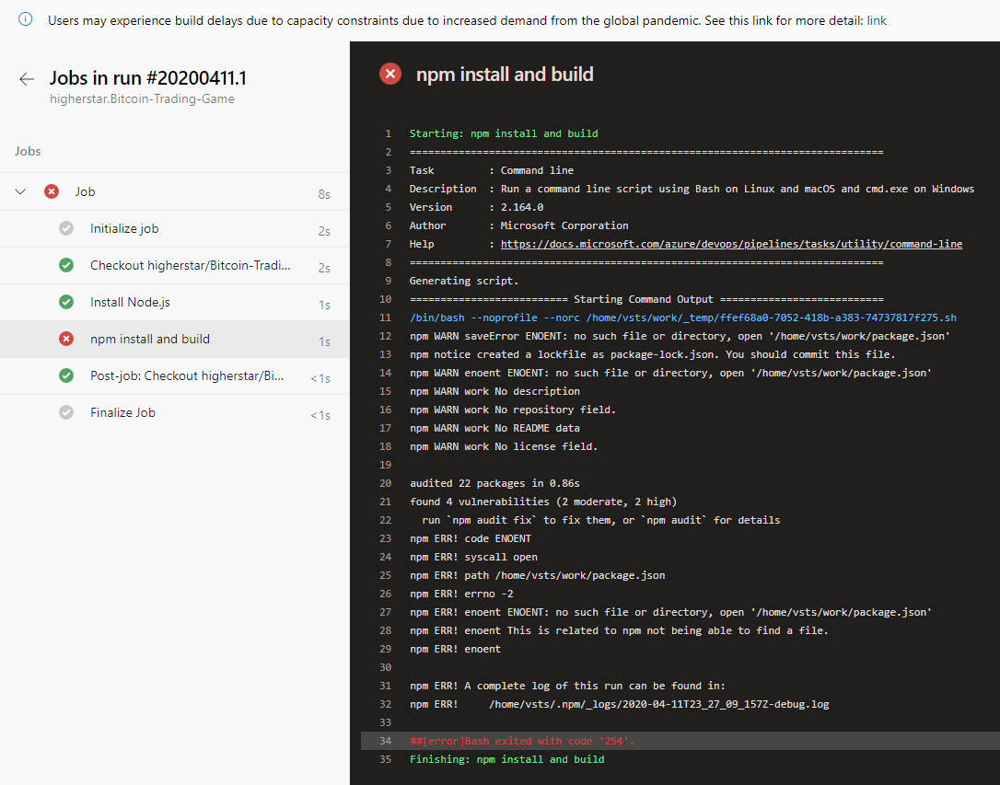 Users may experience build delays due to capacity constraints due to increased demand from the global pandemic. See this link for more detail: link
Jobs in run #20200411.1
higherstar.Bitcoin-Trading-Game
Jobs
Job 8s
Initialize job 2s
Checkout higherstar/Bitcoin-Tradi... 2s
Install Node.js 1s
npm install and build 1s
Post-job: Checkout higherstar/Bi... <1s
Finalize Job <1s
npm install and build
1 Starting: npm install and build
2 ==============================================================================
3 Task : Command line
4 Description : Run a command line script using Bash on Linux and macOS and cmd.exe on Windows
5 Version : 2.164.0
6 Author : Microsoft Corporation
7 Help : https://docs.microsoft.com/azure/devops/pipelines/tasks/utility/command-line
8 ==============================================================================
9 Generating script.
10 ========================== Starting Command Output ===========================
11 /bin/bash --noprofile --norc /home/vsts/work/_temp/ffef68a0-7052-418b-a383-74737817f275.sh
12 npm WARN saveError ENOENT: no such file or directory, open '/home/vsts/work/package.json'
13 npm notice created a lockfile as package-lock.json. You should commit this file.
14 npm WARN enoent ENOENT: no such file or directory, open '/home/vsts/work/package.json'
15 npm WARN work No description
16 npm WARN work No repository field.
17 npm WARN work No README data
18 npm WARN work No license field.
19
20 audited 22 packages in 0.86s
21 found 4 vulnerabilities (2 moderate, 2 high)
22 run `npm audit fix` to fix them, or `npm audit` for details
23 npm ERR! code ENOENT
24 npm ERR! syscall open
25 npm ERR! path /home/vsts/work/package.json
26 npm ERR! errno -2
27 npm ERR! enoent ENOENT: no such file or directory, open '/home/vsts/work/package.json'
28 npm ERR! enoent This is related to npm not being able to find a file.
29 npm ERR! enoent
30
31 npm ERR! A complete log of this run can be found in:
32 npm ERR! /home/vsts/.npm/_logs/2020-04-11T23_27_09_157Z-debug.log
33
34 ##[error]Bash exited with code '254'.
35 Finishing: npm install and build